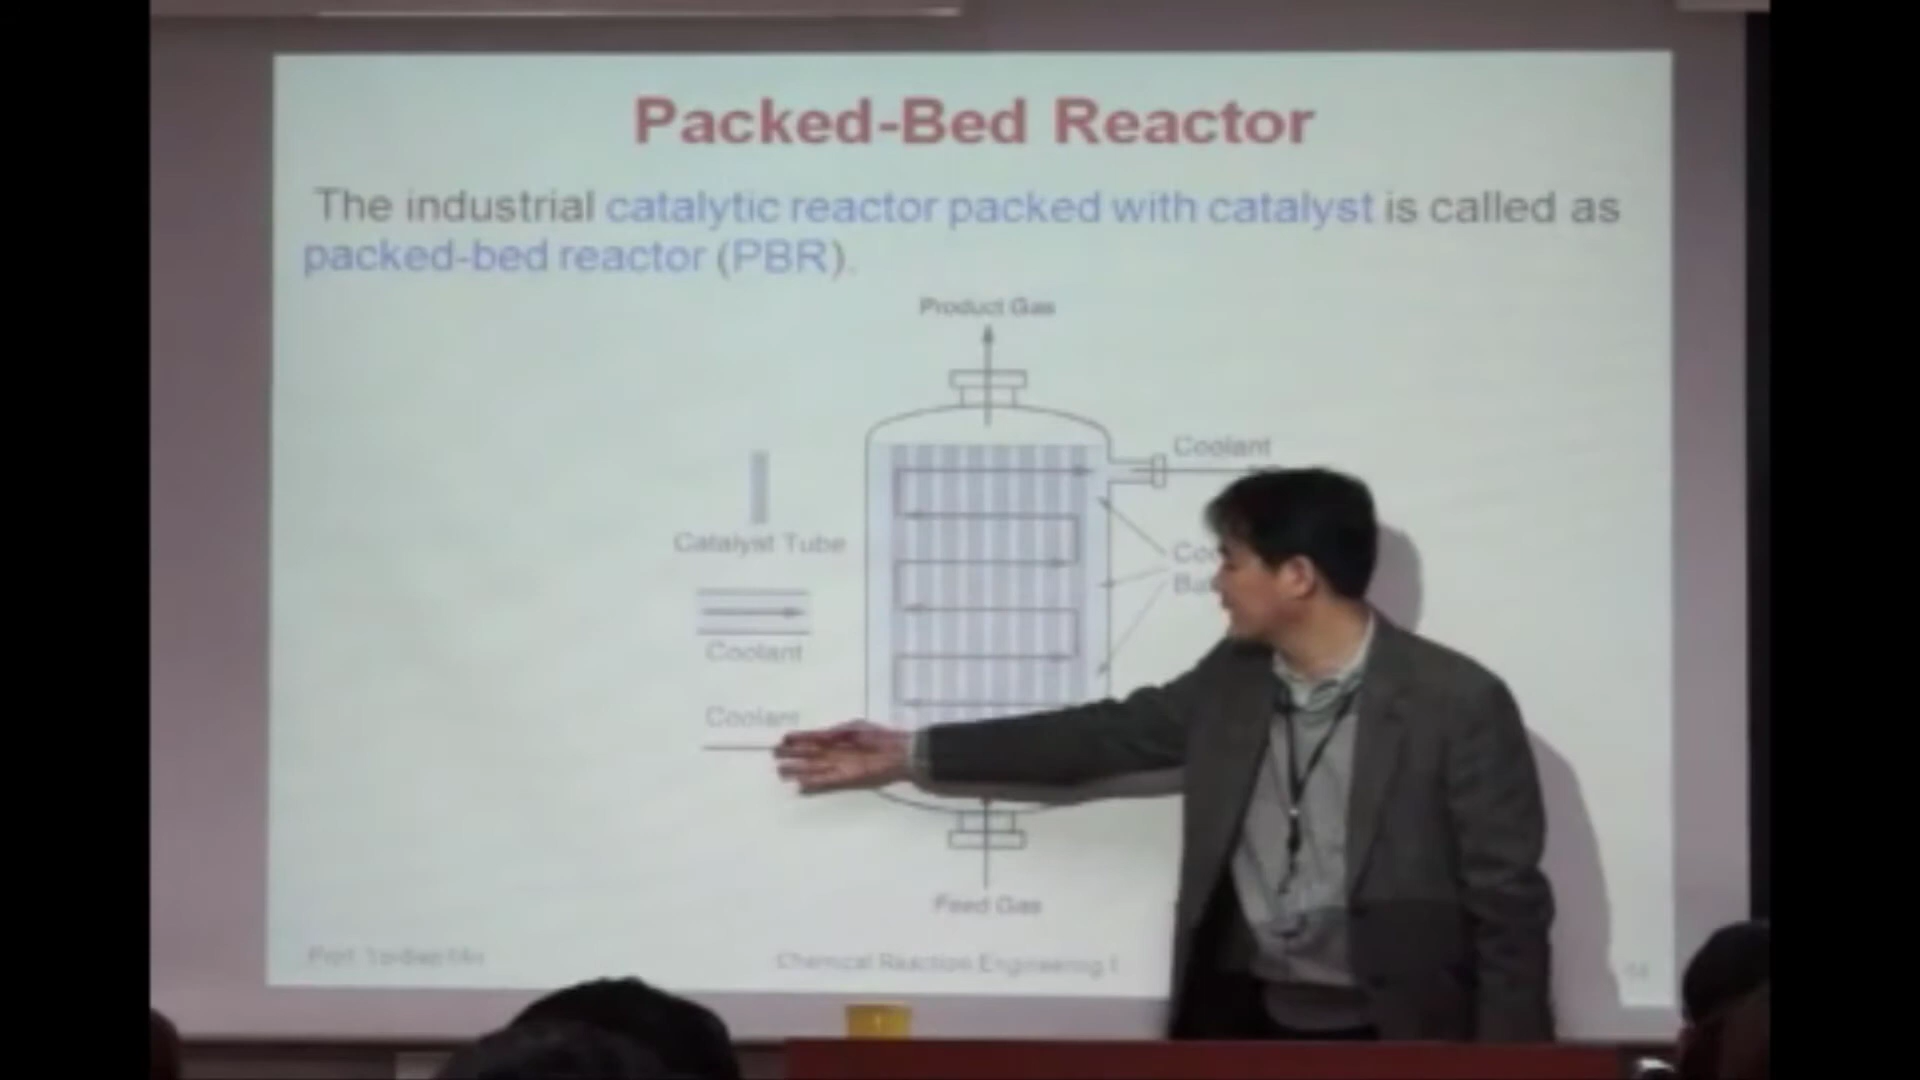 Packed-Bed Reactor
The industrial catalytic reactor packed with catalyst is called as
packed-bed reactor (PBR).
Product Gas
Coolant
Catalyst Tube
Coolant
Coolant
Feed Gas
Chemical Reaction Engineering I